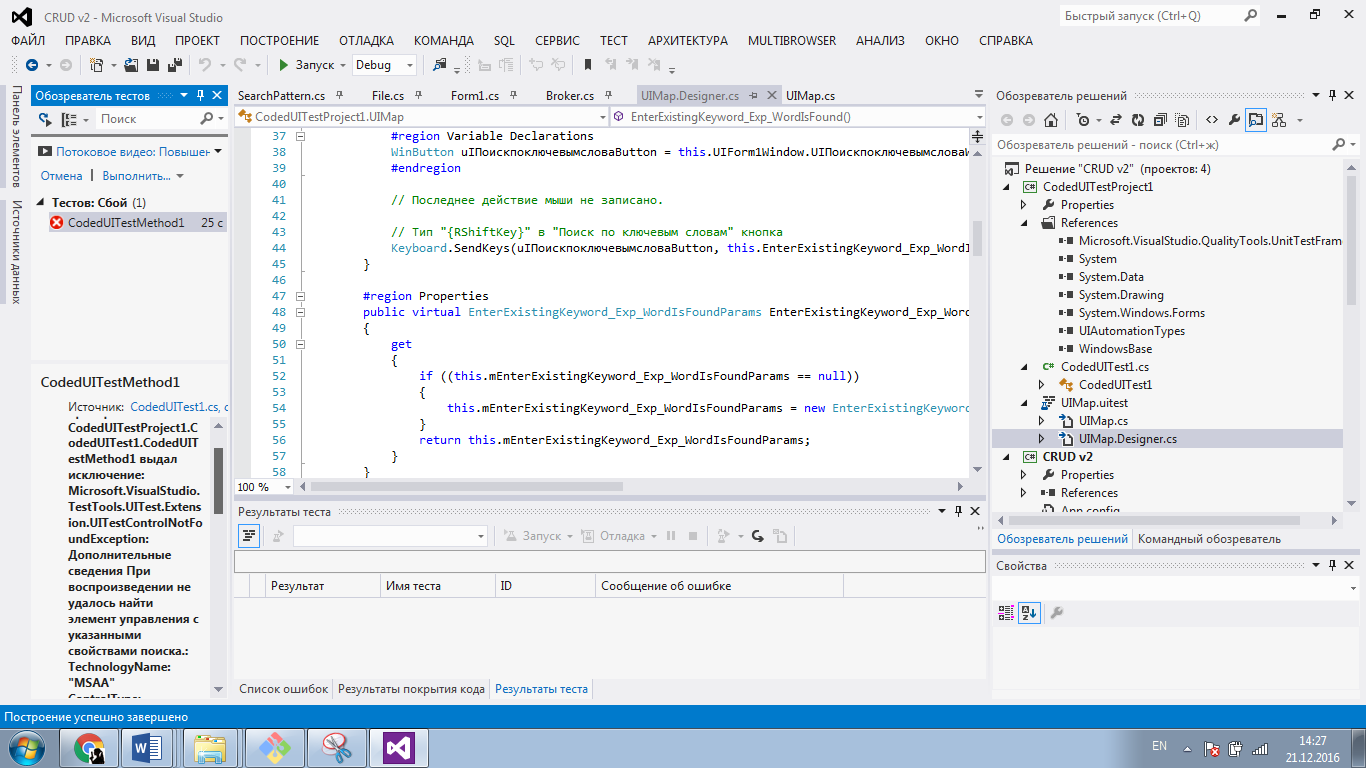 CRUD v2 - Microsoft Visual Studio
Быстрый запуск (Ctrl+Q)
ФАЙЛ ПРАВКА ВИД ПРОЕКТ ПОСТРОЕНИЕ ОТЛАДКА КОМАНДА SQL СЕРВИС ТЕСТ АРХИТЕКТУРА MULTIBROWSER АНАЛИЗ ОКНО СПРАВКА
Запуск Debug
Панель элементов
Источники данных
Обозреватель тестов
Поиск
Потоковое видео: Повышен
Отмена | Выполнить...
Тестов: Сбой (1)
CodedUITestMethod1 25 с
CodedUITestMethod1
Источник: CodedUITest1.cs, с
CodedUITestProject1.C
odedUITest1.CodedUIT
estMethod1 выдал
исключение:
Microsoft.VisualStudio.
TestTools.UITest.Extens
ion.UITestControlNotFo
undException:
Дополнительные
сведения При
воспроизведении не
удалось найти
элемент управления с
указанными
свойствами поиска.:
TechnologyName:
"MSAA"
ControlType:
SearchPattern.cs File.cs Form1.cs Broker.cs UIMap.Designer.cs UIMap.cs
CodedUITestProject1.UIMap EnterExistingKeyword_Exp_WordIsFound()
37 #region Variable Declarations
38 WinButton uIПоискпоключевымсловаButton = this.UIForm1Window.UIПоискпоключевымсловаW
39 #endregion
40
41 // Последнее действие мыши не записано.
42
43 // Тип "{RShiftKey}" в "Поиск по ключевым словам" кнопка
44 Keyboard.SendKeys(uIПоискпоключевымсловаButton, this.EnterExistingKeyword_Exp_WordI
45 }
46
47 #region Properties
48 public virtual EnterExistingKeyword_Exp_WordIsFoundParams EnterExistingKeyword_Exp_Word
49 {
50 get
51 {
52 if ((this.mEnterExistingKeyword_Exp_WordIsFoundParams == null))
53 {
54 this.mEnterExistingKeyword_Exp_WordIsFoundParams = new EnterExistingKeyword
55 }
56 return this.mEnterExistingKeyword_Exp_WordIsFoundParams;
57 }
58 }
100 %
Результаты теста
Запуск Отладка
Результат Имя теста ID Сообщение об ошибке
Список ошибок Результаты покрытия кода Результаты теста
Обозреватель решений
Обозреватель решений - поиск (Ctrl+ж)
Решение "CRUD v2" (проектов: 4)
CodedUITestProject1
Properties
References
Microsoft.VisualStudio.QualityTools.UnitTestFram
System
System.Data
System.Drawing
System.Windows.Forms
UIAutomationTypes
WindowsBase
CodedUITest1.cs
CodedUITest1
UIMap.uitest
UIMap.cs
UIMap.Designer.cs
CRUD v2
Properties
References
App.config
Обозреватель решений Командный обозреватель
Свойства
Построение успешно завершено
EN
14:27
21.12.2016